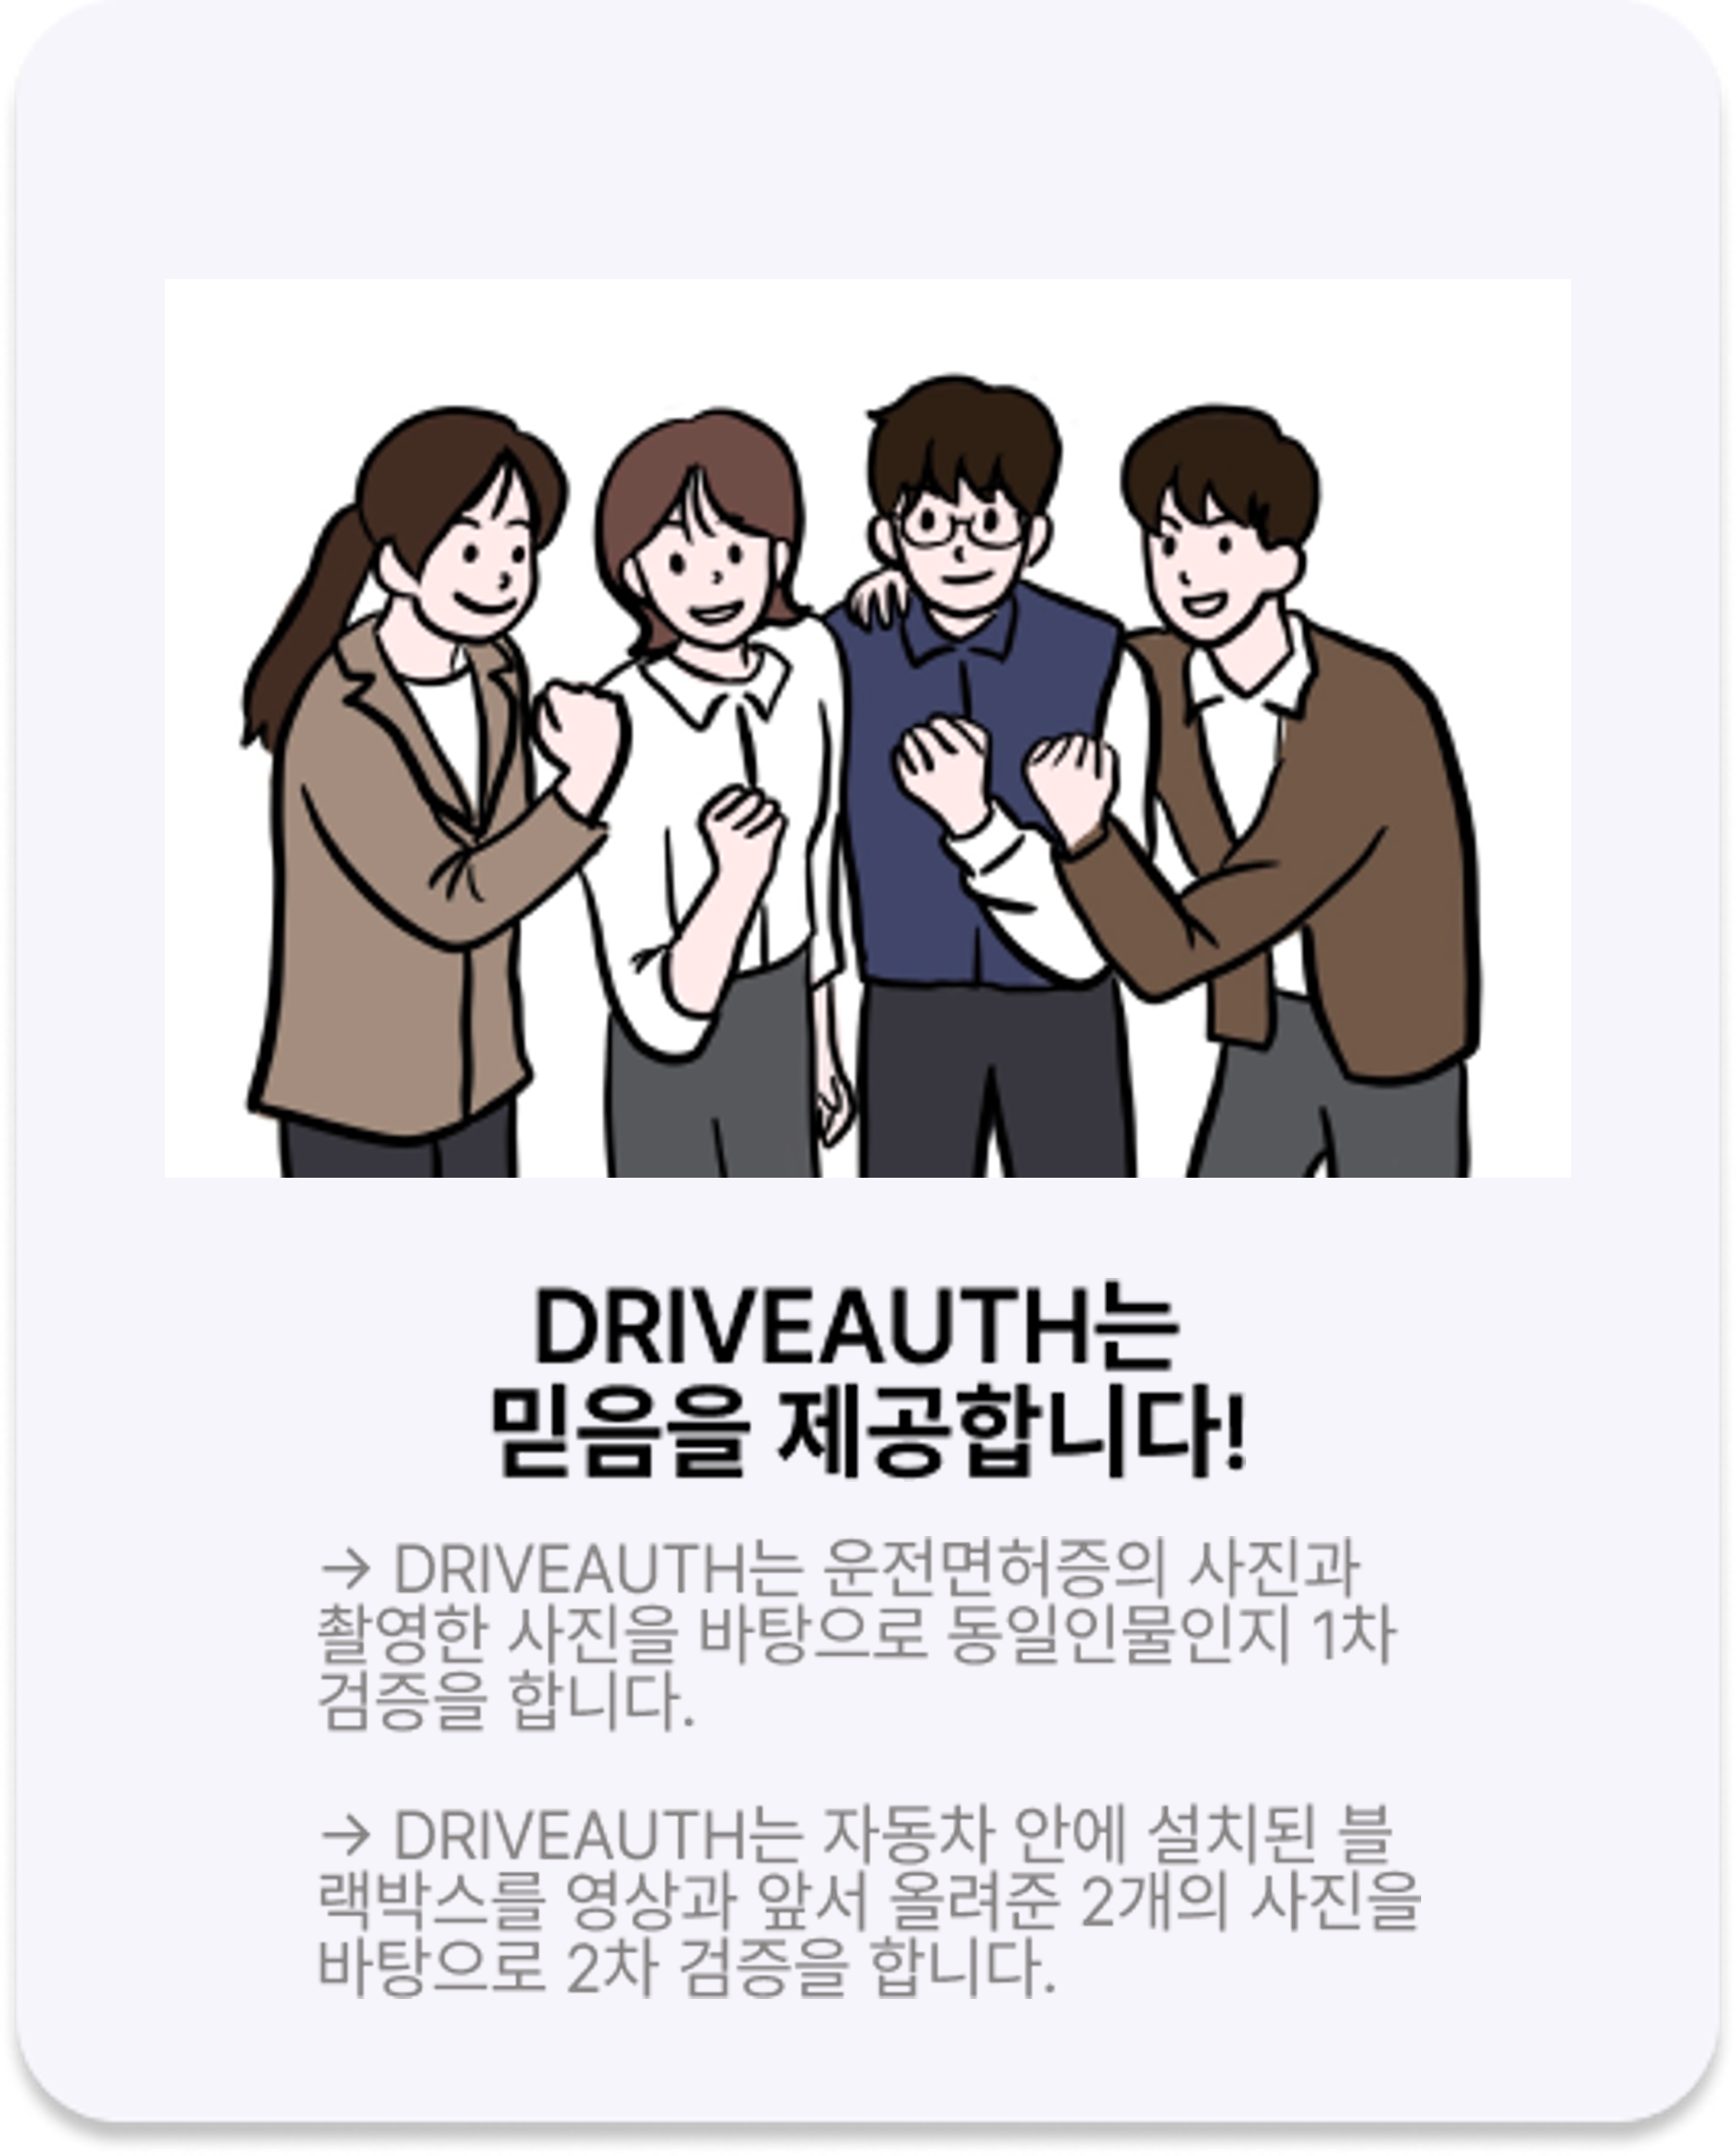 DRIVEAUTH는
믿음을 제공합니다!
→ DRIVEAUTH는 운전면허증의 사진과
촬영한 사진을 바탕으로 동일인물인지 1차
검증을 합니다.
→ DRIVEAUTH는 자동차 안에 설치된 블
랙박스를 영상과 앞서 올려준 2개의 사진을
바탕으로 2차 검증을 합니다.